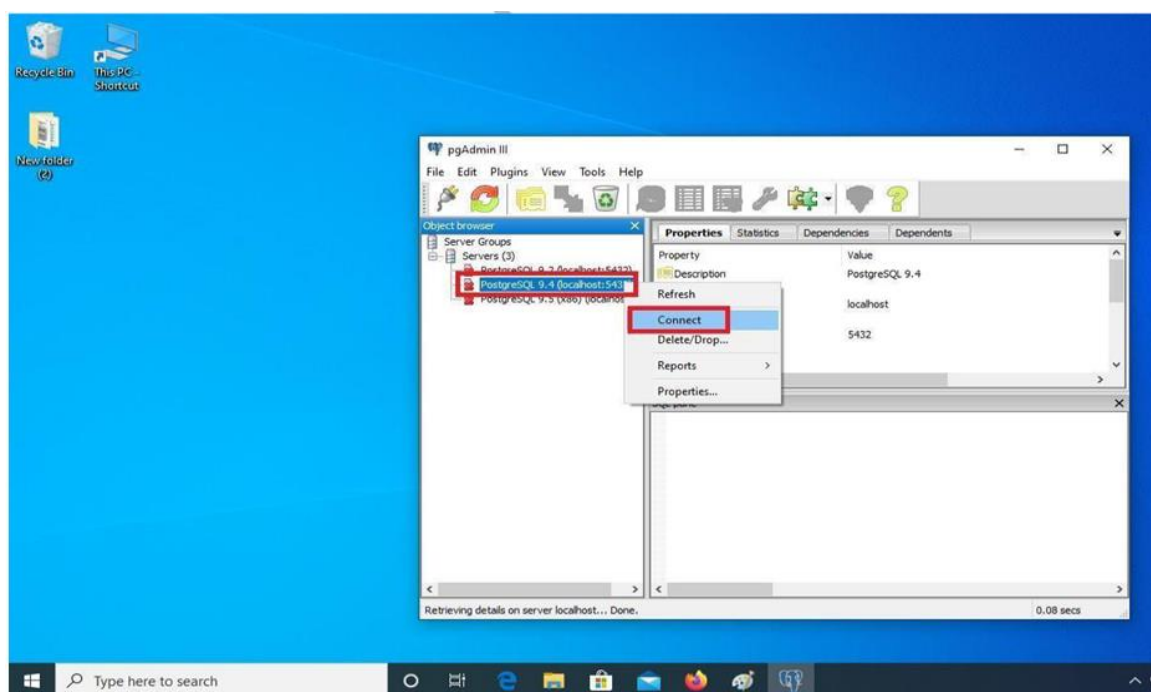 Recycle Bin
This PC -
Shortcut
New folder
(2)
pgAdmin III
File Edit Plugins View Tools Help
Object browser
Server Groups
Servers (3)
PostgreSQL 9.2 (localhost:5432)
PostgreSQL 9.4 (localhost:543
PostgreSQL 9.5 (x86) (localhos
Refresh
Connect
Delete/Drop...
Reports
Properties...
Properties Statistics Dependencies Dependents
Property Value
Description PostgreSQL 9.4
localhost
5432
SQL pane
Retrieving details on server localhost... Done. 0.08 secs
Type here to search